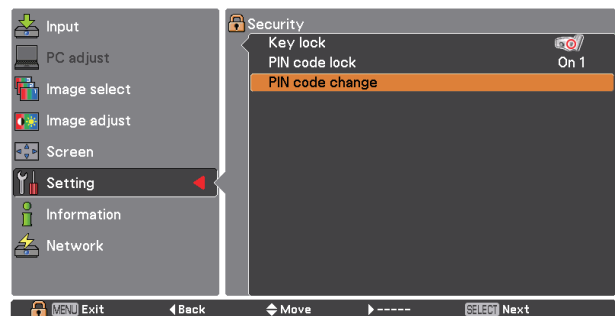 Input
PC adjust
Image select
Image adjust
Screen
Setting
Information
Network
Security
Key lock
PIN code lock On 1
PIN code change
MENU Exit Back Move ----- SELECT Next